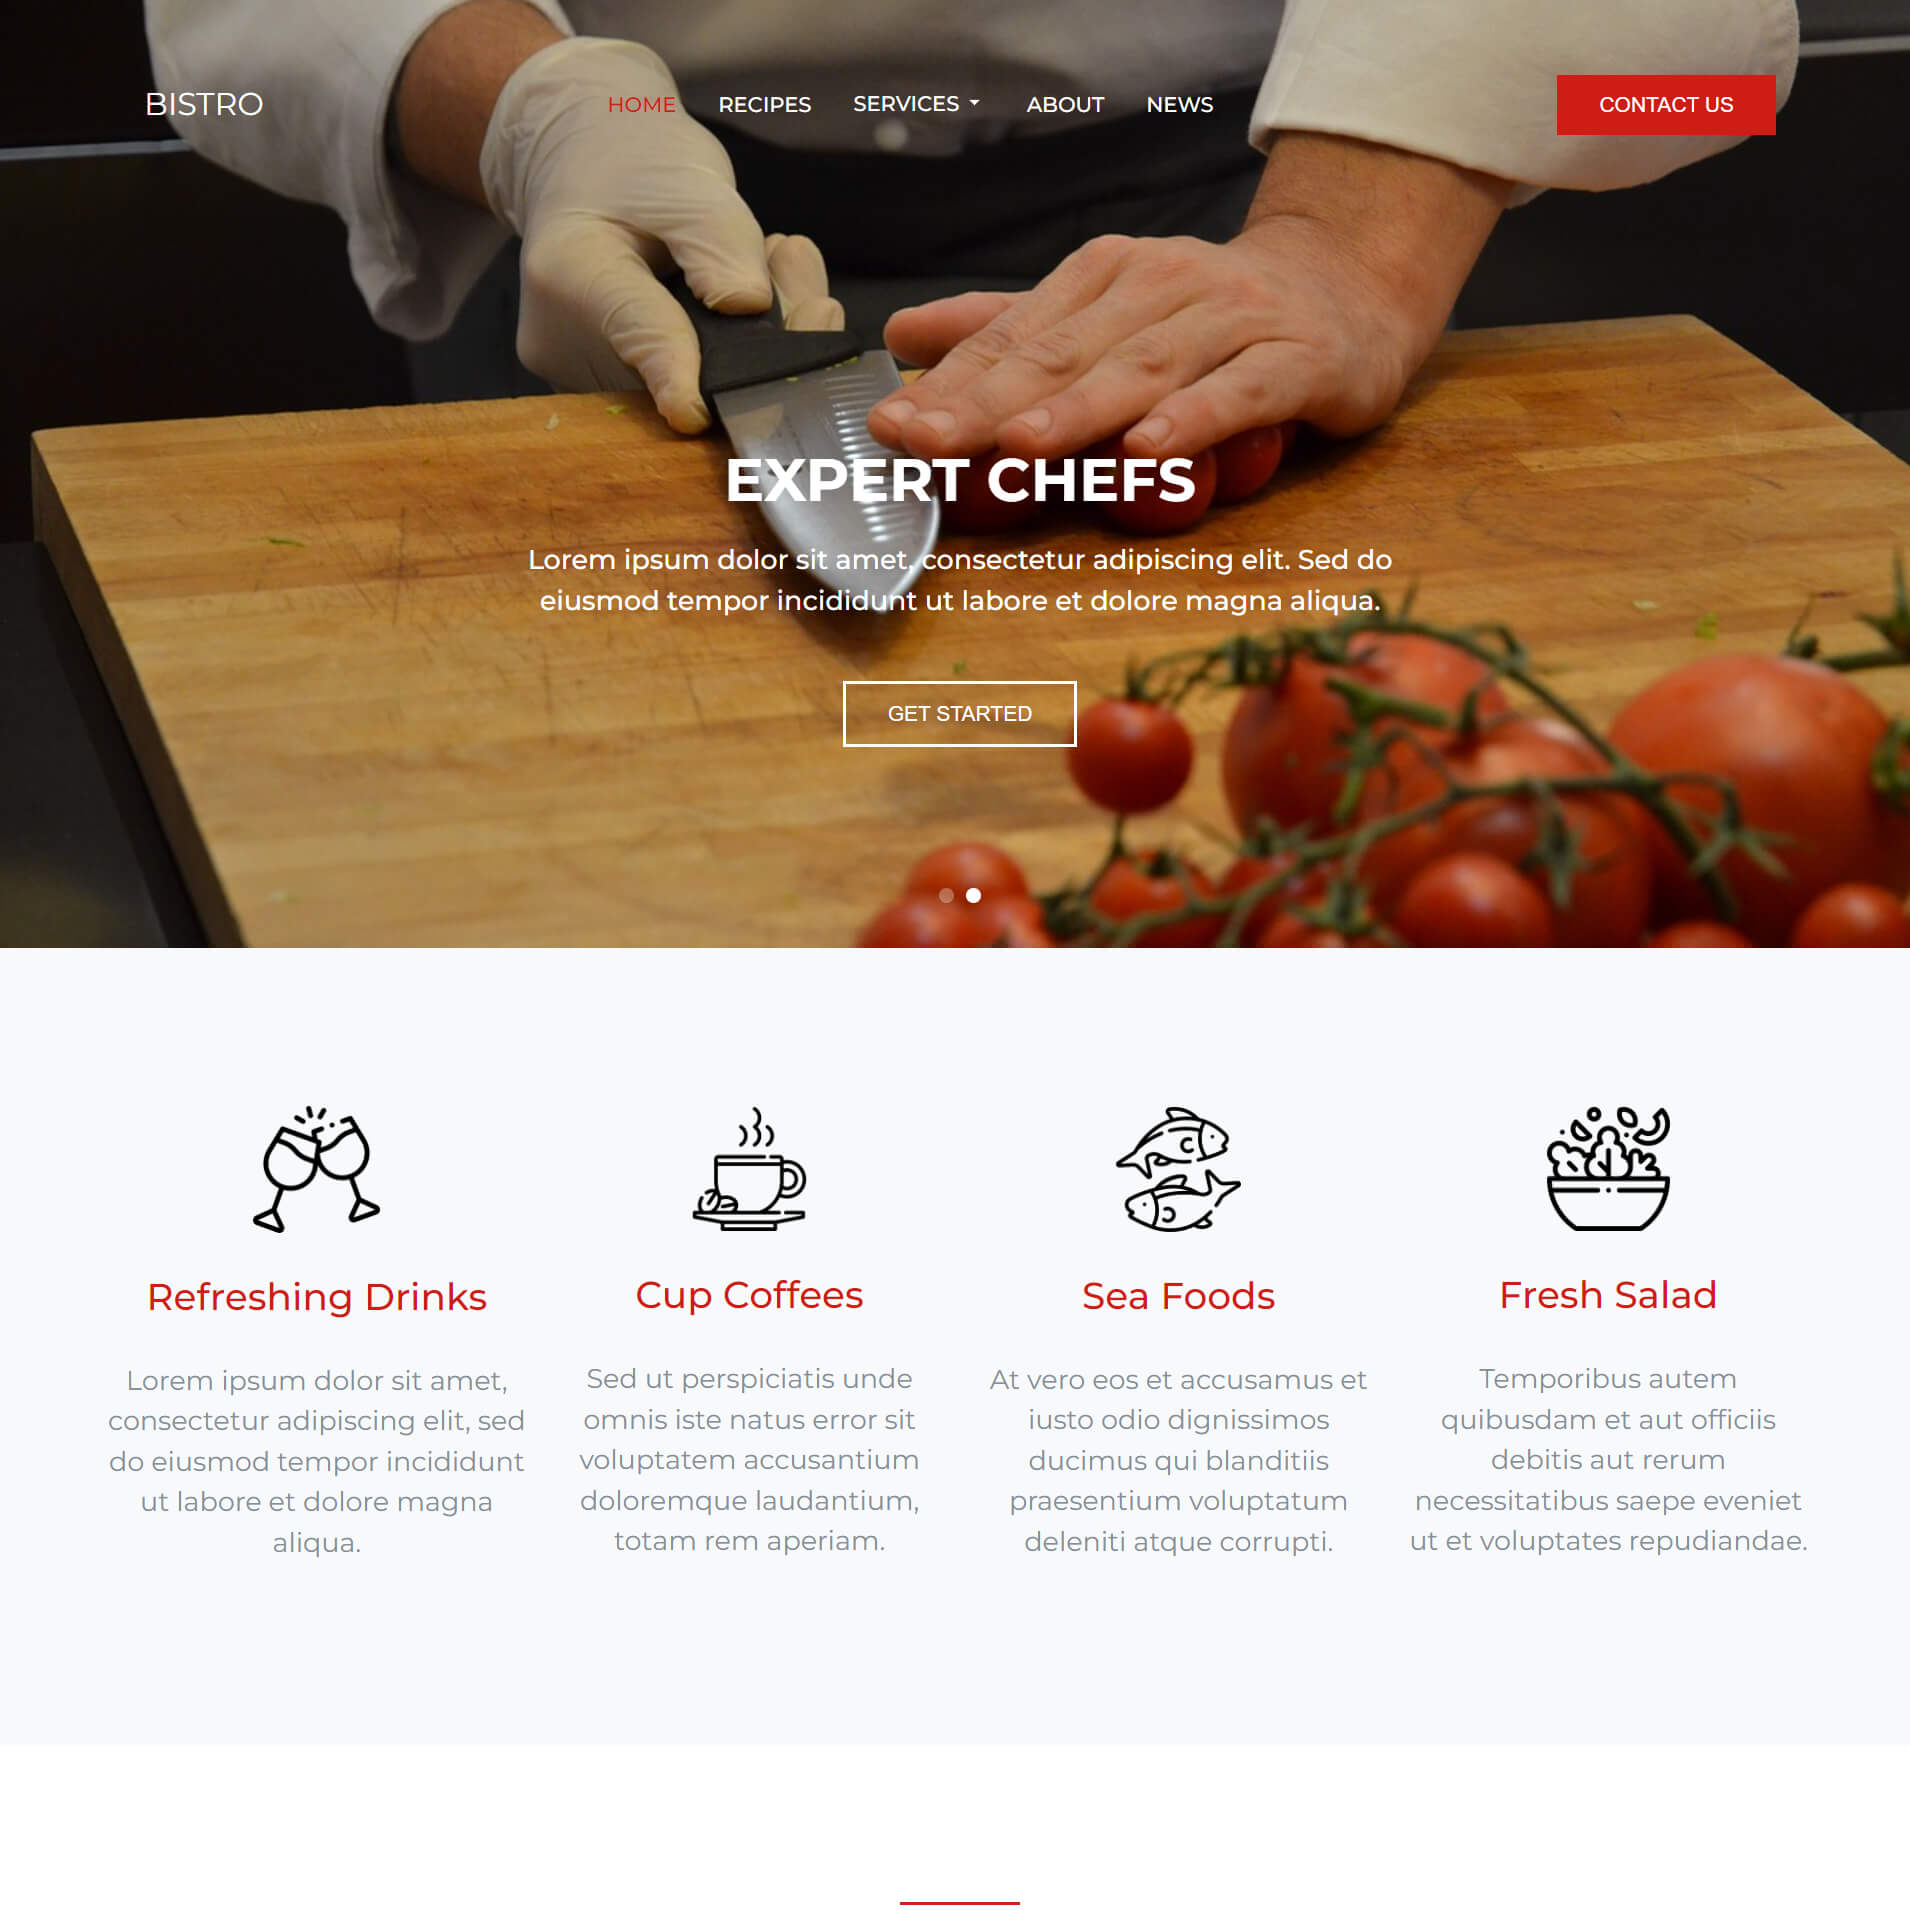 BISTRO
HOME RECIPES SERVICES ABOUT NEWS
CONTACT US
EXPERT CHEFS
Lorem ipsum dolor sit amet, consectetur adipiscing elit. Sed do
eiusmod tempor incididunt ut labore et dolore magna aliqua.
GET STARTED
Refreshing Drinks
Lorem ipsum dolor sit amet,
consectetur adipiscing elit, sed
do eiusmod tempor incididunt
ut labore et dolore magna
aliqua.
Cup Coffees
Sed ut perspiciatis unde
omnis iste natus error sit
voluptatem accusantium
doloremque laudantium,
totam rem aperiam.
Sea Foods
At vero eos et accusamus et
iusto odio dignissimos
ducimus qui blanditiis
praesentium voluptatum
deleniti atque corrupti.
Fresh Salad
Temporibus autem
quibusdam et aut officiis
debitis aut rerum
necessitatibus saepe eveniet
ut et voluptates repudiandae.